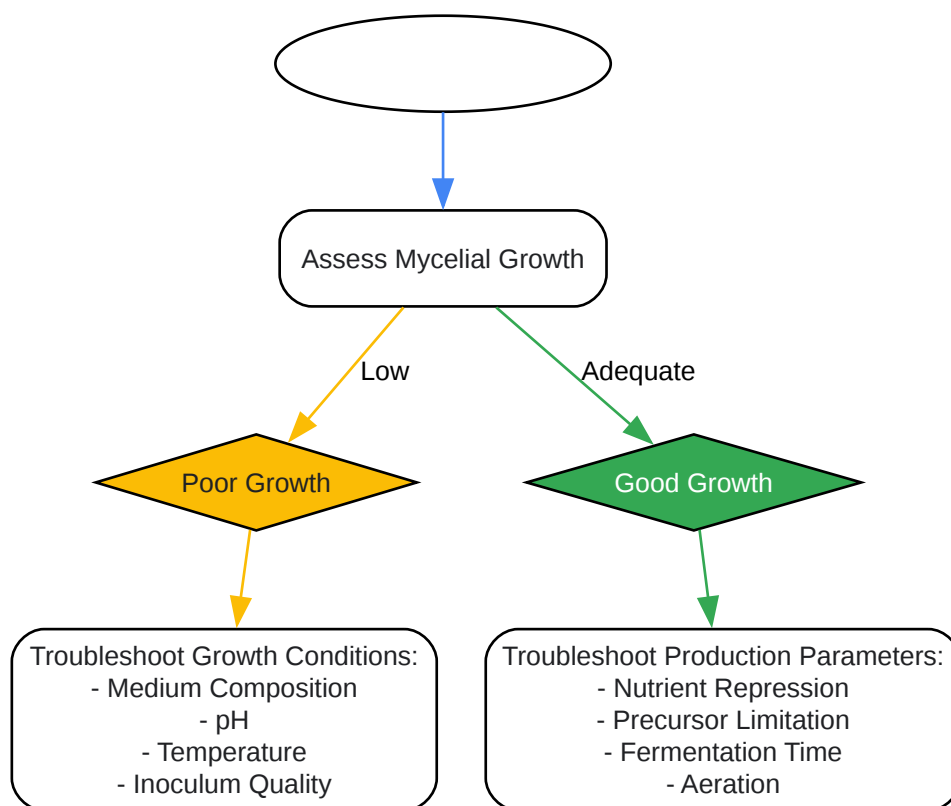 Assess Mycelial Growth
Low
Adequate
Poor Growth
Good Growth
Troubleshoot Growth Conditions:
- Medium Composition
- pH
- Temperature
- Inoculum Quality
Troubleshoot Production Parameters:
- Nutrient Repression
- Precursor Limitation
- Fermentation Time
- Aeration